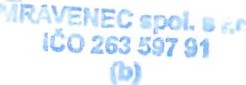 MRAVENEC spol. s r.o
IČO 263 597 91
(b)